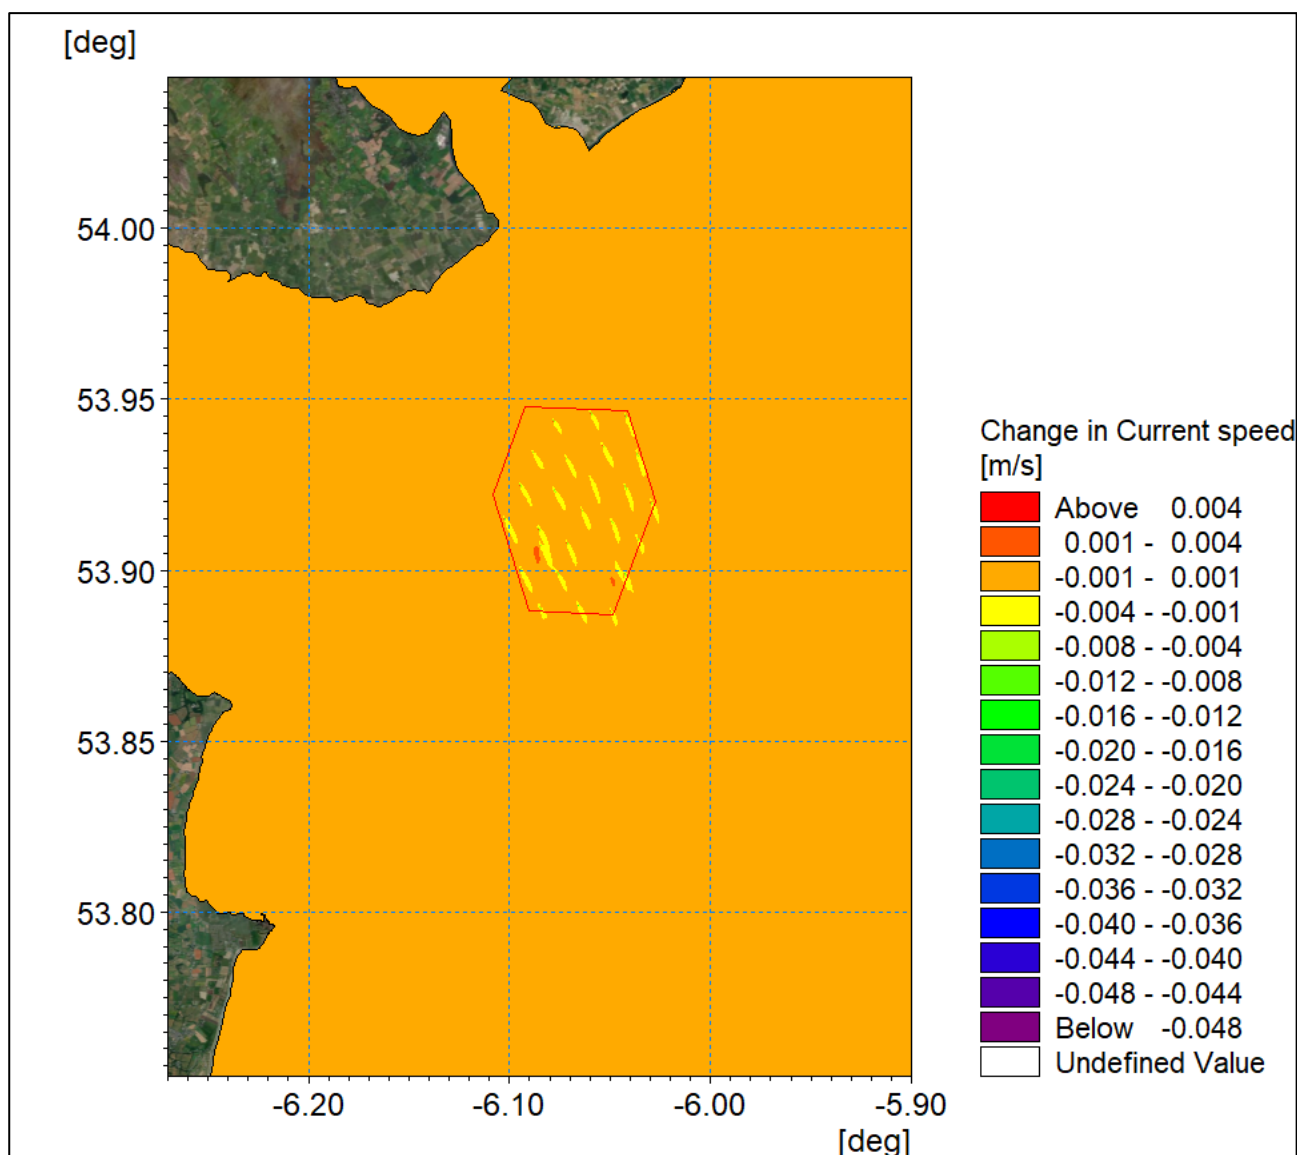 [deg]
54.00
53.95
53.90
53.85
53.80
-6.20
-6.10
-6.00
-5.90
[deg]
Change in Current speed
[m/s]
Above 0.004
0.001 - 0.004
-0.001 - 0.001
-0.004 - -0.001
-0.008 - -0.004
-0.012 - -0.008
-0.016 - -0.012
-0.020 - -0.016
-0.024 - -0.020
-0.028 - -0.024
-0.032 - -0.028
-0.036 - -0.032
-0.040 - -0.036
-0.044 - -0.040
-0.048 - -0.044
Below -0.048
Undefined Value